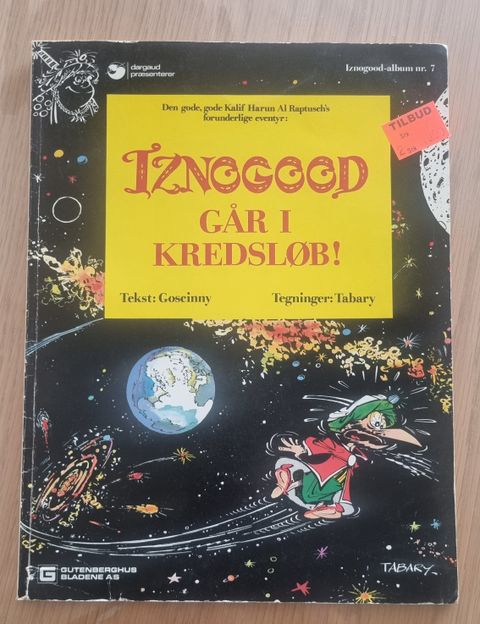 dargaud
præsenterer
Iznogood-album nr. 7
Den gode, gode Kalif Harun Al Raptusch's
forunderlige eventyr:
TILBUD
IZNOGOOD
GÅR I
KREDSLØB!
Tekst: Goscinny
Tegninger: Tabary
TABARY
G GUTENBERGHUS
BLADENE AS